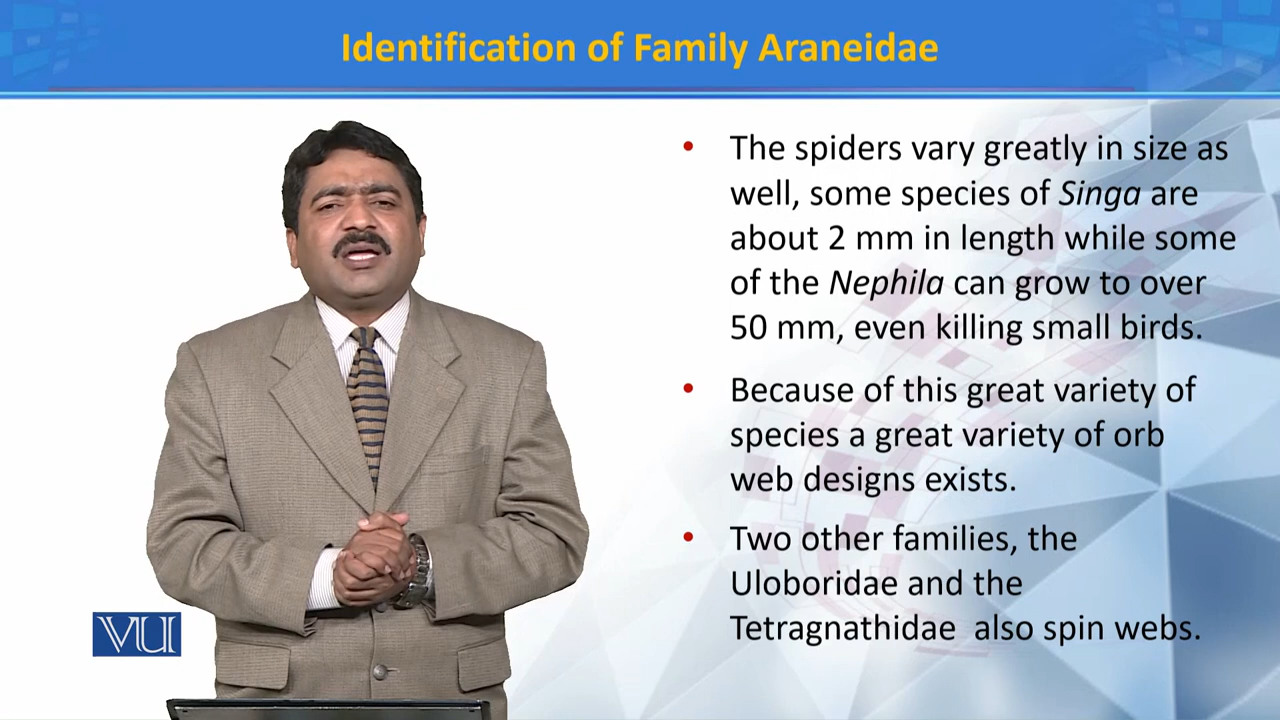 Identification of Family Araneidae
• The spiders vary greatly in size as
well, some species of Singa are
about 2 mm in length while some
of the Nephila can grow to over
50 mm, even killing small birds.
• Because of this great variety of
species a great variety of orb
web designs exists.
• Two other families, the
Uloboridae and the
Tetragnathidae  also spin webs.
VU